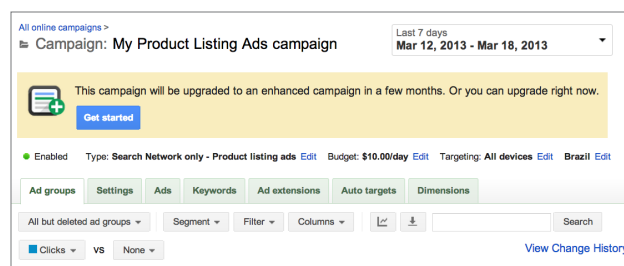 All online campaigns >
Campaign: My Product Listing Ads campaign
Last 7 days
Mar 12, 2013 - Mar 18, 2013
This campaign will be upgraded to an enhanced campaign in a few months. Or you can upgrade right now.
Get started
Enabled Type: Search Network only - Product listing ads Edit Budget: $10.00/day Edit Targeting: All devices Edit Brazil Edit
Ad groups Settings Ads Keywords Ad extensions Auto targets Dimensions
All but deleted ad groups Segment Filter Columns Search
Clicks VS None View Change History